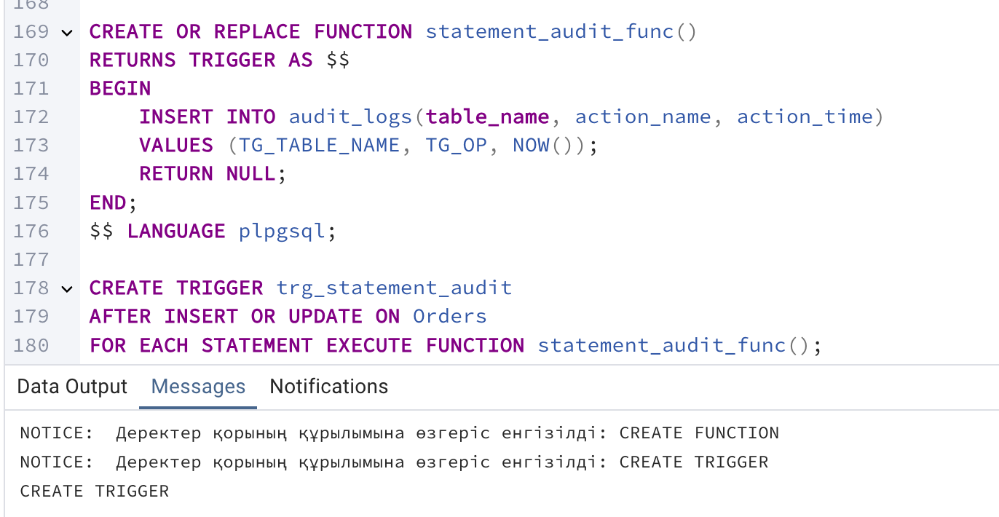 168
169 CREATE OR REPLACE FUNCTION statement_audit_func()
170 RETURNS TRIGGER AS $$
171 BEGIN
172 INSERT INTO audit_logs(table_name, action_name, action_time)
173 VALUES (TG_TABLE_NAME, TG_OP, NOW());
174 RETURN NULL;
175 END;
176 $$ LANGUAGE plpgsql;
177
178 CREATE TRIGGER trg_statement_audit
179 AFTER INSERT OR UPDATE ON Orders
180 FOR EACH STATEMENT EXECUTE FUNCTION statement_audit_func();
Data Output Messages Notifications
NOTICE: Деректер қорының құрылымына өзгеріс енгізілді: CREATE FUNCTION
NOTICE: Деректер қорының құрылымына өзгеріс енгізілді: CREATE TRIGGER
CREATE TRIGGER